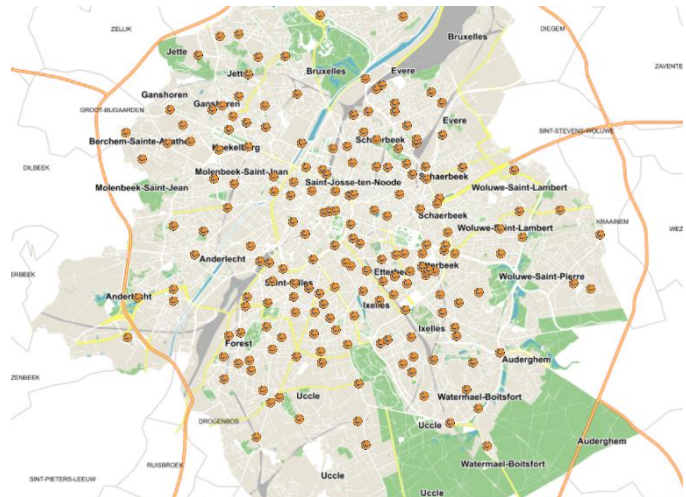 ZELLIK
Bruxelles
DIEGEM
Jette
Jette
Bruxelles
Evere
ZAVENTE
Ganshoren
GROOT-BIJGAARDEN
Ganshoren
Evere
SINT-STEVENS-WOLUWE
Berchem-Sainte-Agathe
Koekelberg
Schaerbeek
DILBEEK
Molenbeek-Saint-Jean
Schaerbeek
Molenbeek-Saint-Jean
Saint-Josse-ten-Noode
Woluwe-Saint-Lambert
Schaerbeek
KRAAINEM
Woluwe-Saint-Lambert
WEZ
Anderlecht
ERBEEK
Etterbeek
Etterbeek
Woluwe-Saint-Pierre
Saint-Gilles
Anderlecht
Ixelles
Ixelles
Forest
Auderghem
ZENBEEK
Uccle
Watermael-Boitsfort
DROGENBOS
Uccle
Auderghem
RUISBROEK
Watermael-Boitsfort
Uccle
SINT-PIETERS-LEEUW
Uccle